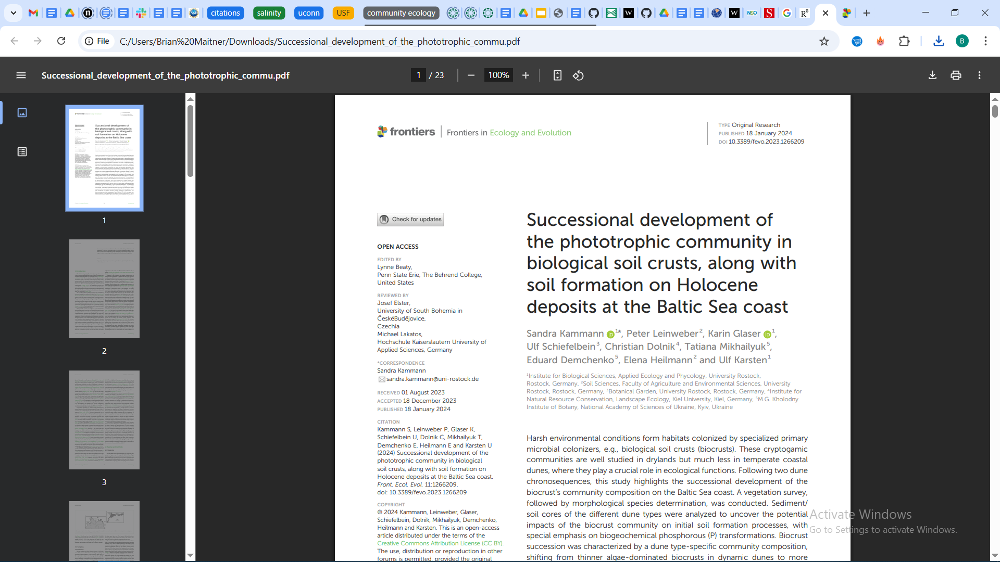 citations
salinity
uconn
USF
community ecology
File
C:/Users/Brian%20Maitner/Downloads/Successional_development_of_the_phototrophic_commu.pdf
B
Successional_development_of_the_phototrophic_commu.pdf
1 / 23
100%
1
2
3
frontiers
Frontiers in Ecology and Evolution
TYPE Original Research
PUBLISHED 18 January 2024
DOI 10.3389/fevo.2023.1266209
Check for updates
OPEN ACCESS
EDITED BY
Lynne Beaty,
Penn State Erie, The Behrend College,
United States
REVIEWED BY
Josef Elster,
University of South Bohemia in
ČeskéBudějovice,
Czechia
Michael Lakatos,
Hochschule Kaiserslautern University of
Applied Sciences, Germany
*CORRESPONDENCE
Sandra Kammann
sandra.kammann@uni-rostock.de
RECEIVED 01 August 2023
ACCEPTED 18 December 2023
PUBLISHED 18 January 2024
CITATION
Kammann S, Leinweber P, Glaser K,
Schiefelbein U, Dolnik C, Mikhailyuk T,
Demchenko E, Heilmann E and Karsten U
(2024) Successional development of the
phototrophic community in biological
soil crusts, along with soil formation on
Holocene deposits at the Baltic Sea coast.
Front. Ecol. Evol. 11:1266209.
doi: 10.3389/fevo.2023.1266209
COPYRIGHT
© 2024 Kammann, Leinweber, Glaser,
Schiefelbein, Dolnik, Mikhailyuk, Demchenko,
Heilmann and Karsten. This is an open-access
article distributed under the terms of the
Creative Commons Attribution License (CC BY).
The use, distribution or reproduction in other
forums is permitted, provided the original
Successional development of
the phototrophic community in
biological soil crusts, along with
soil formation on Holocene
deposits at the Baltic Sea coast
Sandra Kammann 1*, Peter Leinweber 2, Karin Glaser 1,
Ulf Schiefelbein 3, Christian Dolnik 4, Tatiana Mikhailyuk 5,
Eduard Demchenko 5, Elena Heilmann 2 and Ulf Karsten 1
1Institute for Biological Sciences, Applied Ecology and Phycology, University Rostock,
Rostock, Germany, 2Soil Sciences, Faculty of Agriculture and Environmental Sciences, University
Rostock, Rostock, Germany, 3Botanical Garden, University Rostock, Rostock, Germany, 4Institute for
Natural Resource Conservation, Landscape Ecology, Kiel University, Kiel, Germany, 5M.G. Kholodny
Institute of Botany, National Academy of Sciences of Ukraine, Kyiv, Ukraine
Harsh environmental conditions form habitats colonized by specialized primary
microbial colonizers, e.g., biological soil crusts (biocrusts). These cryptogamic
communities are well studied in drylands but much less in temperate coastal
dunes, where they play a crucial role in ecological functions. Following two dune
chronosequences, this study highlights the successional development of the
biocrust's community composition on the Baltic Sea coast. A vegetation survey,
followed by morphological species determination, was conducted. Sediment/
soil cores of the different dune types were analyzed to uncover the potential
impacts of the biocrust community on initial soil formation processes, with
special emphasis on biogeochemical phosphorous (P) transformations. Biocrust
succession was characterized by a dune type-specific community composition,
shifting from thinner algae-dominated biocrusts in dynamic dunes to more
Activate Windows
Go to Settings to activate Windows.